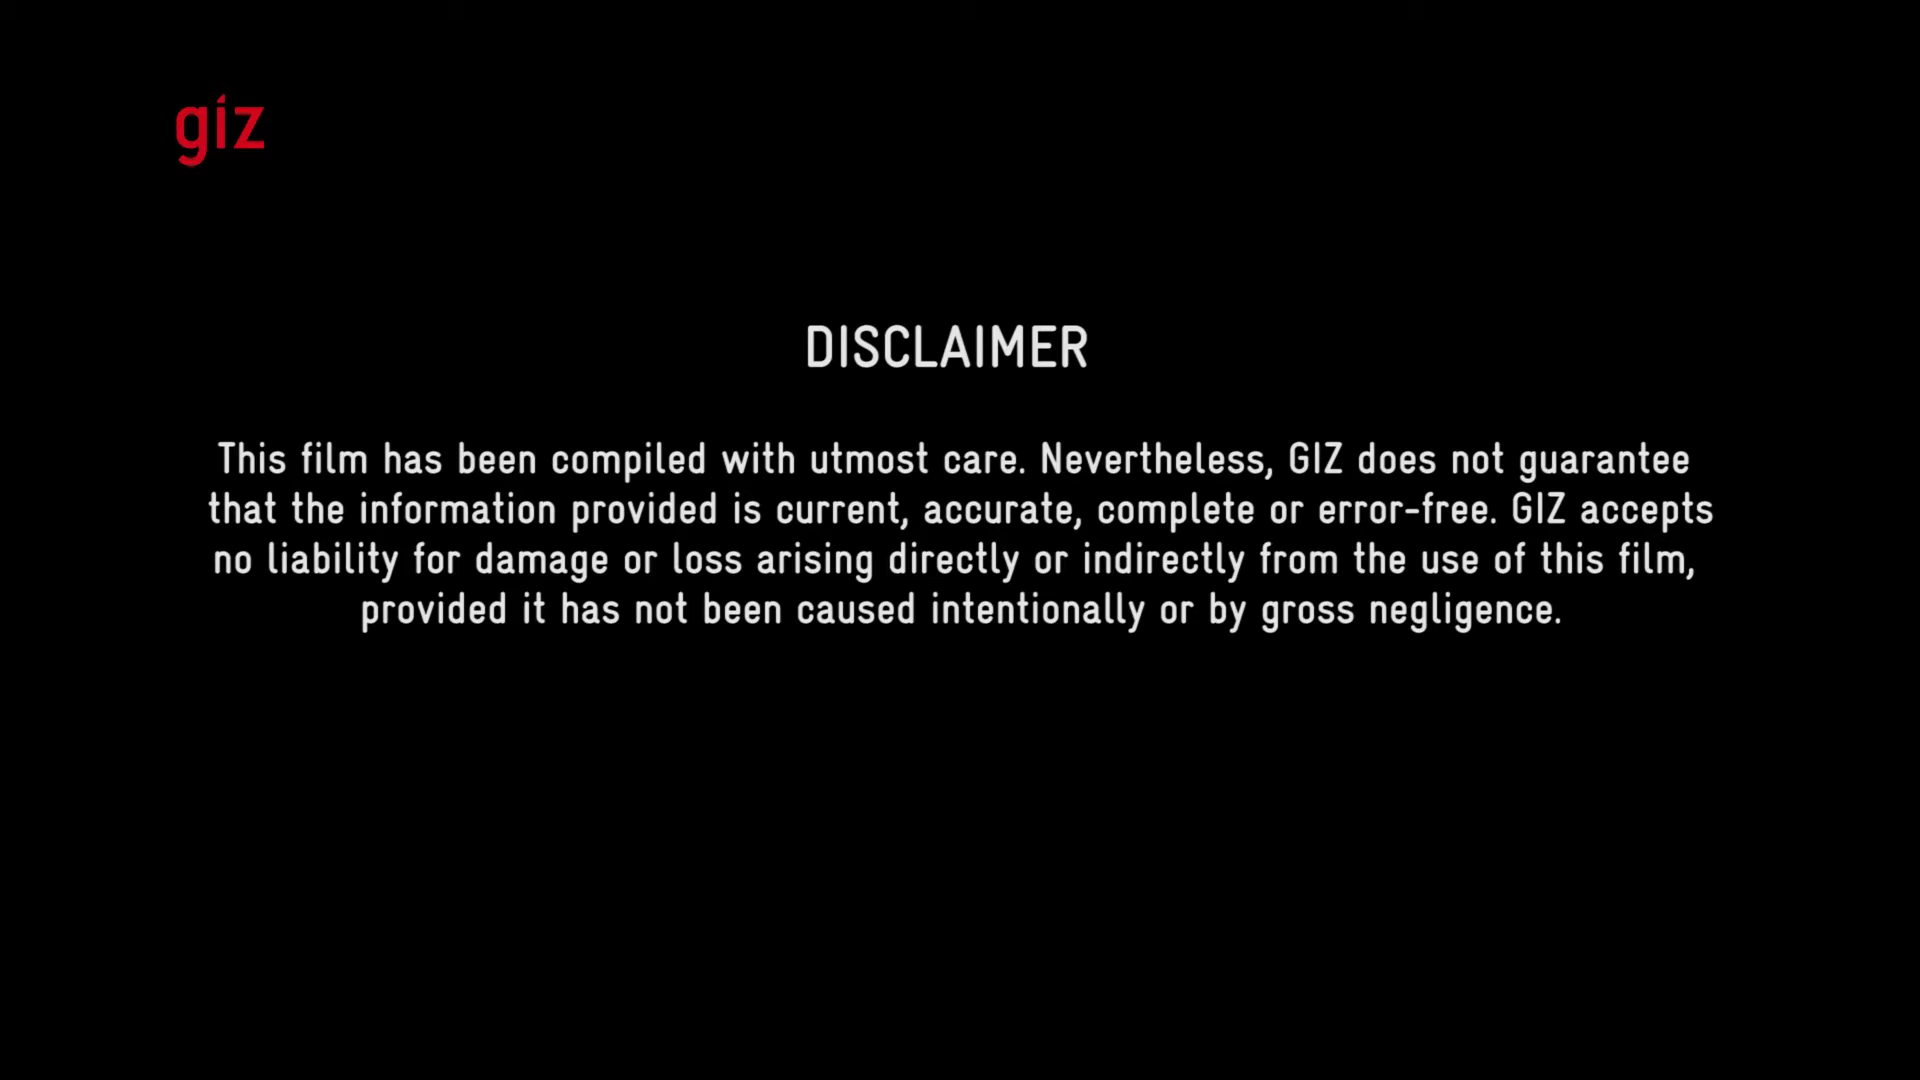 giz
DISCLAIMER
This film has been compiled with utmost care. Nevertheless, GIZ does not guarantee
that the information provided is current, accurate, complete or error-free. GIZ accepts
no liability for damage or loss arising directly or indirectly from the use of this film,
provided it has not been caused intentionally or by gross negligence.